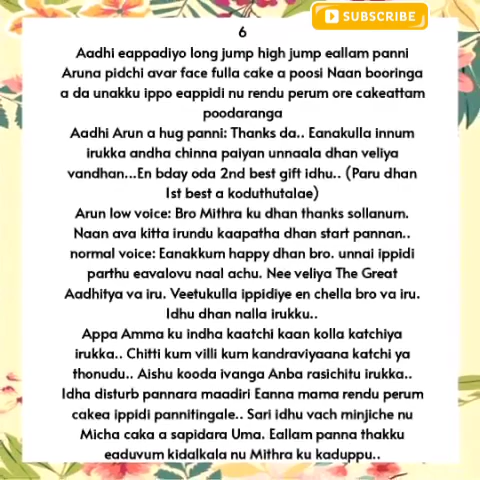 SUBSCRIBE
6
Aadhi eappadiyo long jump high jump eallam panni
Aruna pidchi avar face fulla cake a poosi Naan booringa
a da unakku ippo eappidi nu rendu perum ore cakeattam
poodaranga
Aadhi Arun a hug panni: Thanks da.. Eanakulla innum
irukka andha chinna paiyan unnaala dhan veliya
vandhan...En bday oda 2nd best gift idhu.. (Paru dhan
1st best a koduthutalae)
Arun low voice: Bro Mithra ku dhan thanks sollanum.
Naan ava kitta irundu kaapatha dhan start pannan..
normal voice: Eanakkum happy dhan bro. unnai ippidi
parthu eavalovu naal achu. Nee veliya The Great
Aadhitya va iru. Veetukulla ippidiye en chella bro va iru.
Idhu dhan nalla irukku..
Appa Amma ku indha kaatchi kaan kolla katchiya
irukka.. Chitti kum villi kum kandraviyaana katchi ya
thonudu.. Aishu kooda ivanga Anba rasichitu irukka..
Idha disturb pannara maadiri Eanna mama rendu perum
cakea ippidi pannitingale.. Sari idhu vach minjiche nu
Micha caka a sapidara Uma. Eallam panna thakku
eaduvum kidalkala nu Mithra ku kaduppu..